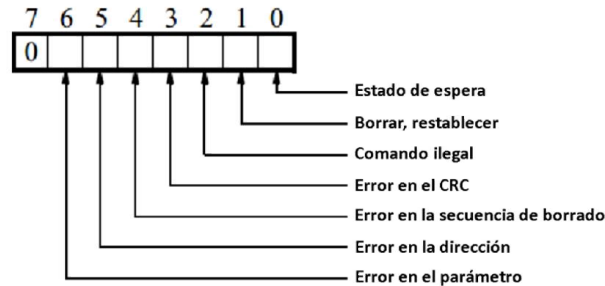 7 6 5 4 3 2 1 0
0
Estado de espera
Borrar, restablecer
Comando ilegal
Error en el CRC
Error en la secuencia de borrado
Error en la dirección
Error en el parámetro